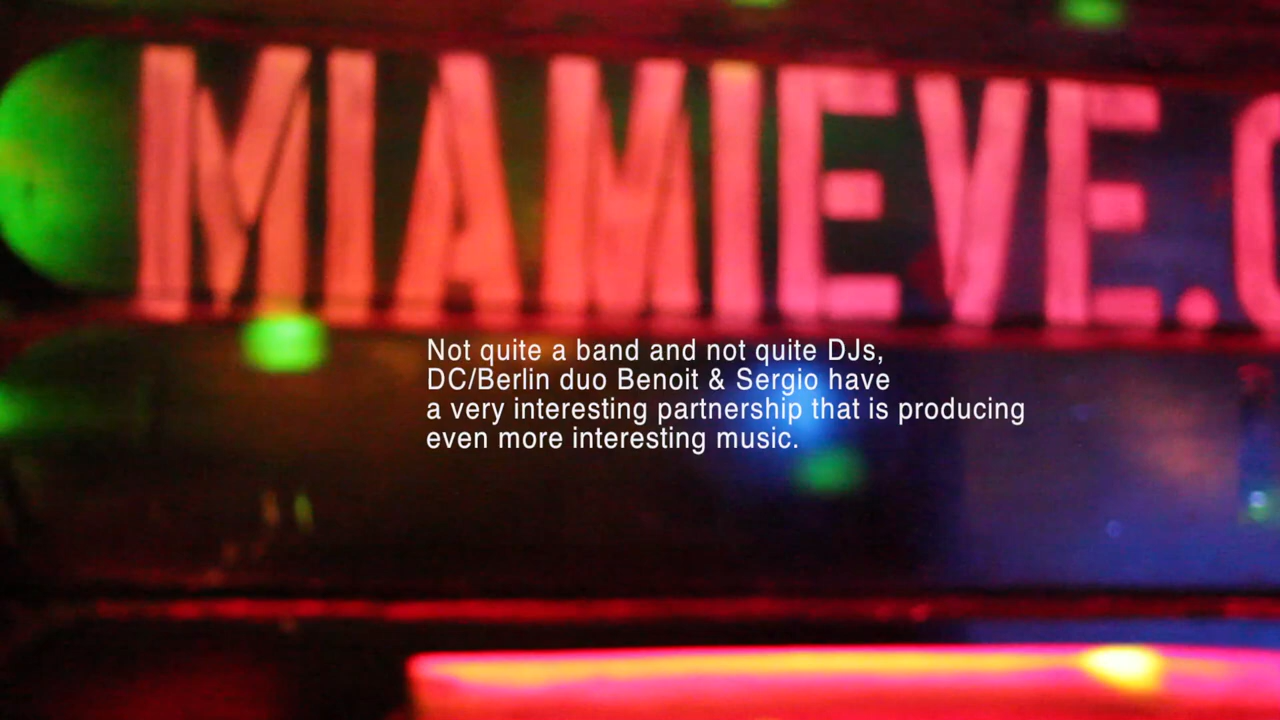 MIAMIEVE.
Not quite a band and not quite DJs,
DC/Berlin duo Benoit & Sergio have
a very interesting partnership that is producing
even more interesting music.